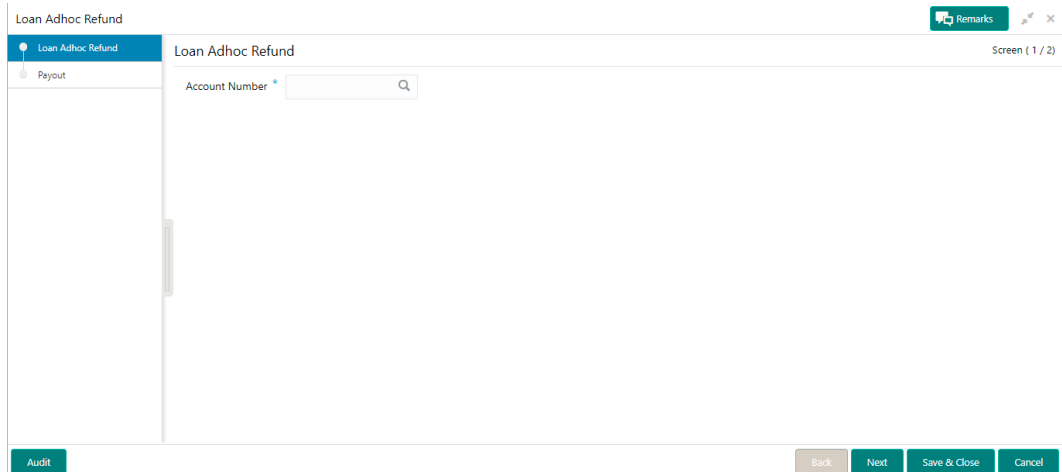 Loan Adhoc Refund
Remarks
Loan Adhoc Refund
Payout
Loan Adhoc Refund
Screen ( 1 / 2)
Account Number *
Audit
Back
Next
Save & Close
Cancel